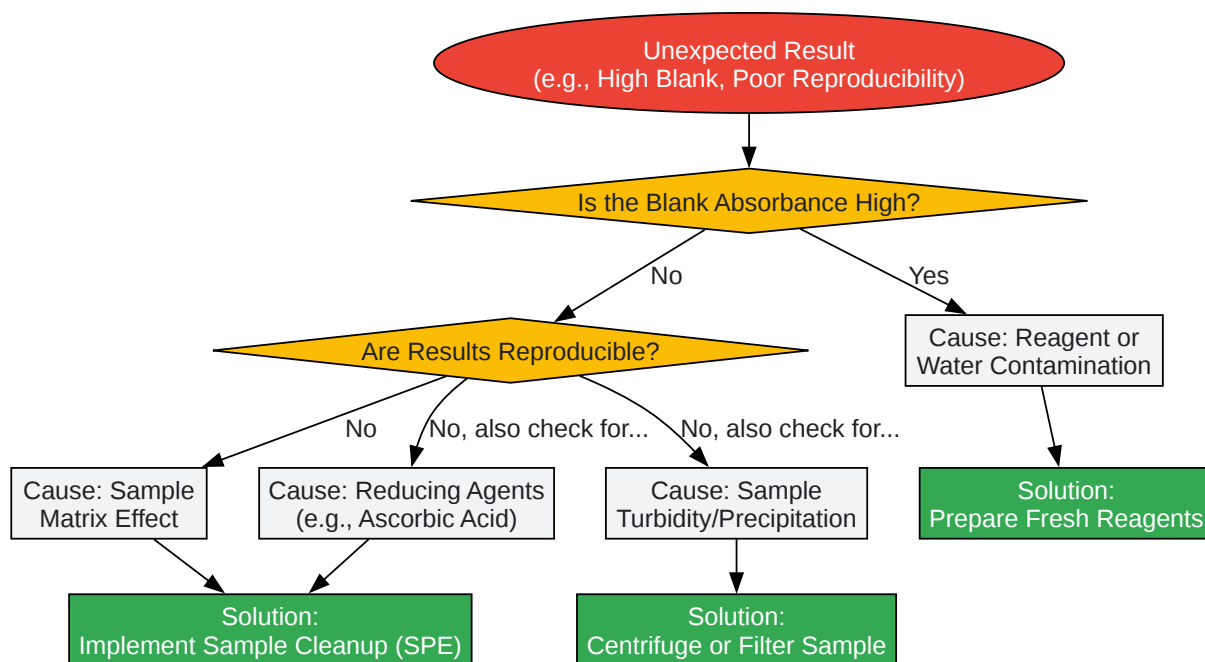 Unexpected Result
(e.g., High Blank, Poor Reproducibility)
Is the Blank Absorbance High?
No
Yes
Are Results Reproducible?
Cause: Reagent or
Water Contamination
No
No, also check for...
No, also check for...
Cause: Sample
Matrix Effect
Cause: Reducing Agents
(e.g., Ascorbic Acid)
Cause: Sample
Turbidity/Precipitation
Solution:
Prepare Fresh Reagents
Solution:
Implement Sample Cleanup (SPE)
Solution:
Centrifuge or Filter Sample